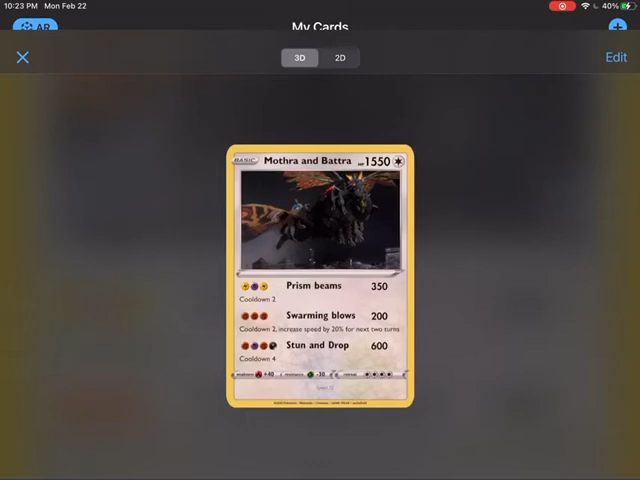 10:23 PM Mon Feb 22
40%
AR
My Cards
3D
2D
Edit
BASIC Mothra and Battra HP 1550
Prism beams 350
Cooldown 2
Swarming blows 200
Cooldown 2, increase speed by 20% for next two turns
Stun and Drop 600
Cooldown 4
weakness +40 resistance -30 retreat